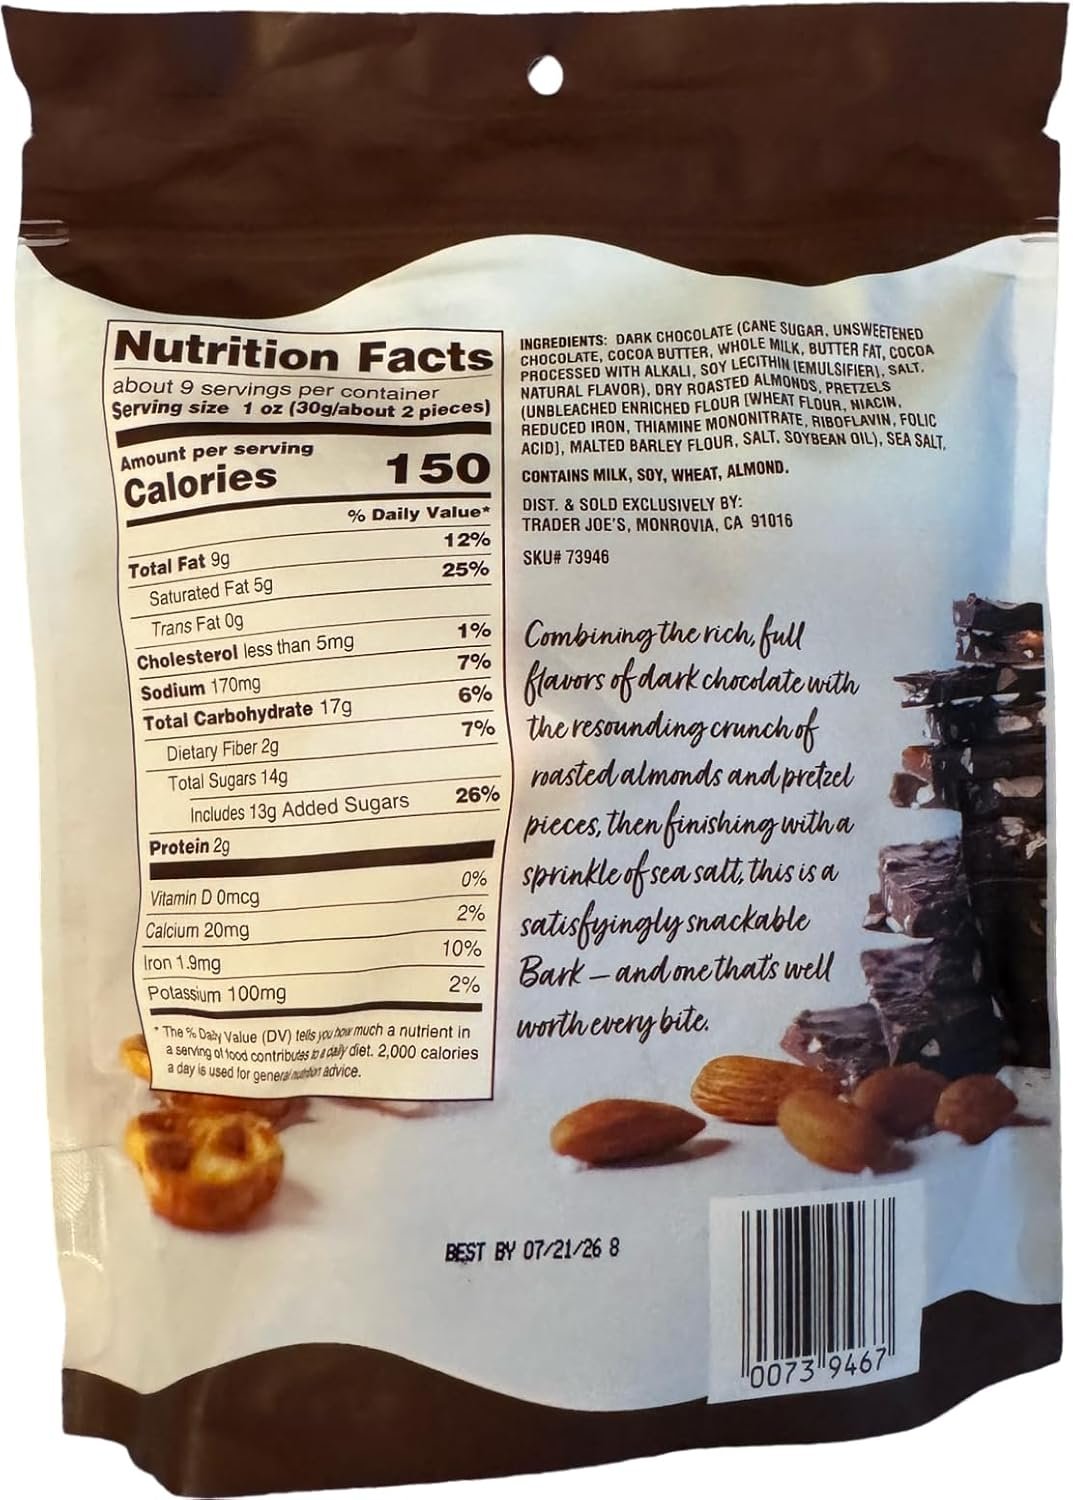 Nutrition Facts
about 9 servings per container
Serving size 1 oz (30g/about 2 pieces)
Amount per serving
Calories 150
% Daily Value*
Total Fat 9g 12%
Saturated Fat 5g 25%
Trans Fat 0g
Cholesterol less than 5mg 1%
Sodium 170mg 7%
Total Carbohydrate 17g 6%
Dietary Fiber 2g 7%
Total Sugars 14g
Includes 13g Added Sugars 26%
Protein 2g
Vitamin D 0mcg 0%
Calcium 20mg 2%
Iron 1.9mg 10%
Potassium 100mg 2%
* The % Daily Value (DV) tells you how much a nutrient in
a serving of food contributes to a daily diet. 2,000 calories
a day is used for general nutrition advice.
INGREDIENTS: DARK CHOCOLATE (CANE SUGAR, UNSWEETENED
CHOCOLATE, COCOA BUTTER, WHOLE MILK, BUTTER FAT, COCOA
PROCESSED WITH ALKALI, SOY LECITHIN [EMULSIFIER], SALT,
NATURAL FLAVOR), DRY ROASTED ALMONDS, PRETZELS
(UNBLEACHED ENRICHED FLOUR [WHEAT FLOUR, NIACIN,
REDUCED IRON, THIAMINE MONONITRATE, RIBOFLAVIN, FOLIC
ACID], MALTED BARLEY FLOUR, SALT, SOYBEAN OIL), SEA SALT.
CONTAINS MILK, SOY, WHEAT, ALMOND.
DIST. & SOLD EXCLUSIVELY BY:
TRADER JOE'S, MONROVIA, CA 91016
SKU# 73946
Combining the rich, full
flavors of dark chocolate with
the resounding crunch of
roasted almonds and pretzel
pieces, then finishing with a
sprinkle of sea salt, this is a
satisfyingly snackable
Bark – and one that's well
worth every bite.
BEST BY 07/21/26 8
0073 9467